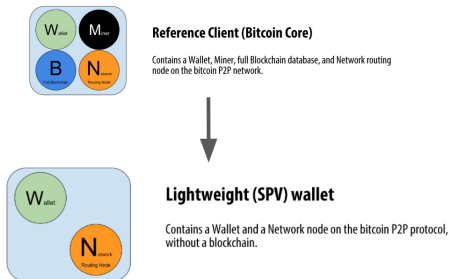 Wallet
Miner
Reference Client (Bitcoin Core)
Contains a Wallet, Miner, full Blockchain database, and Network routing
node on the bitcoin P2P network.
B
Full Blockchain
Network
Routing Node
Wallet
Lightweight (SPV) wallet
Contains a Wallet and a Network node on the bitcoin P2P protocol,
without a blockchain.
Network
Routing Node